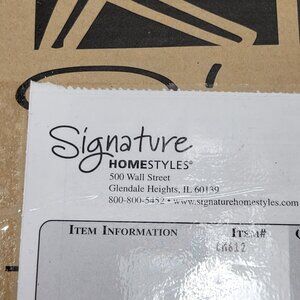 Signature
HOMESTYLES®
500 Wall Street
Glendale Heights, IL 60139
800-800-5452 • www.signaturehomestyles.com
ITEM INFORMATION ITEM#